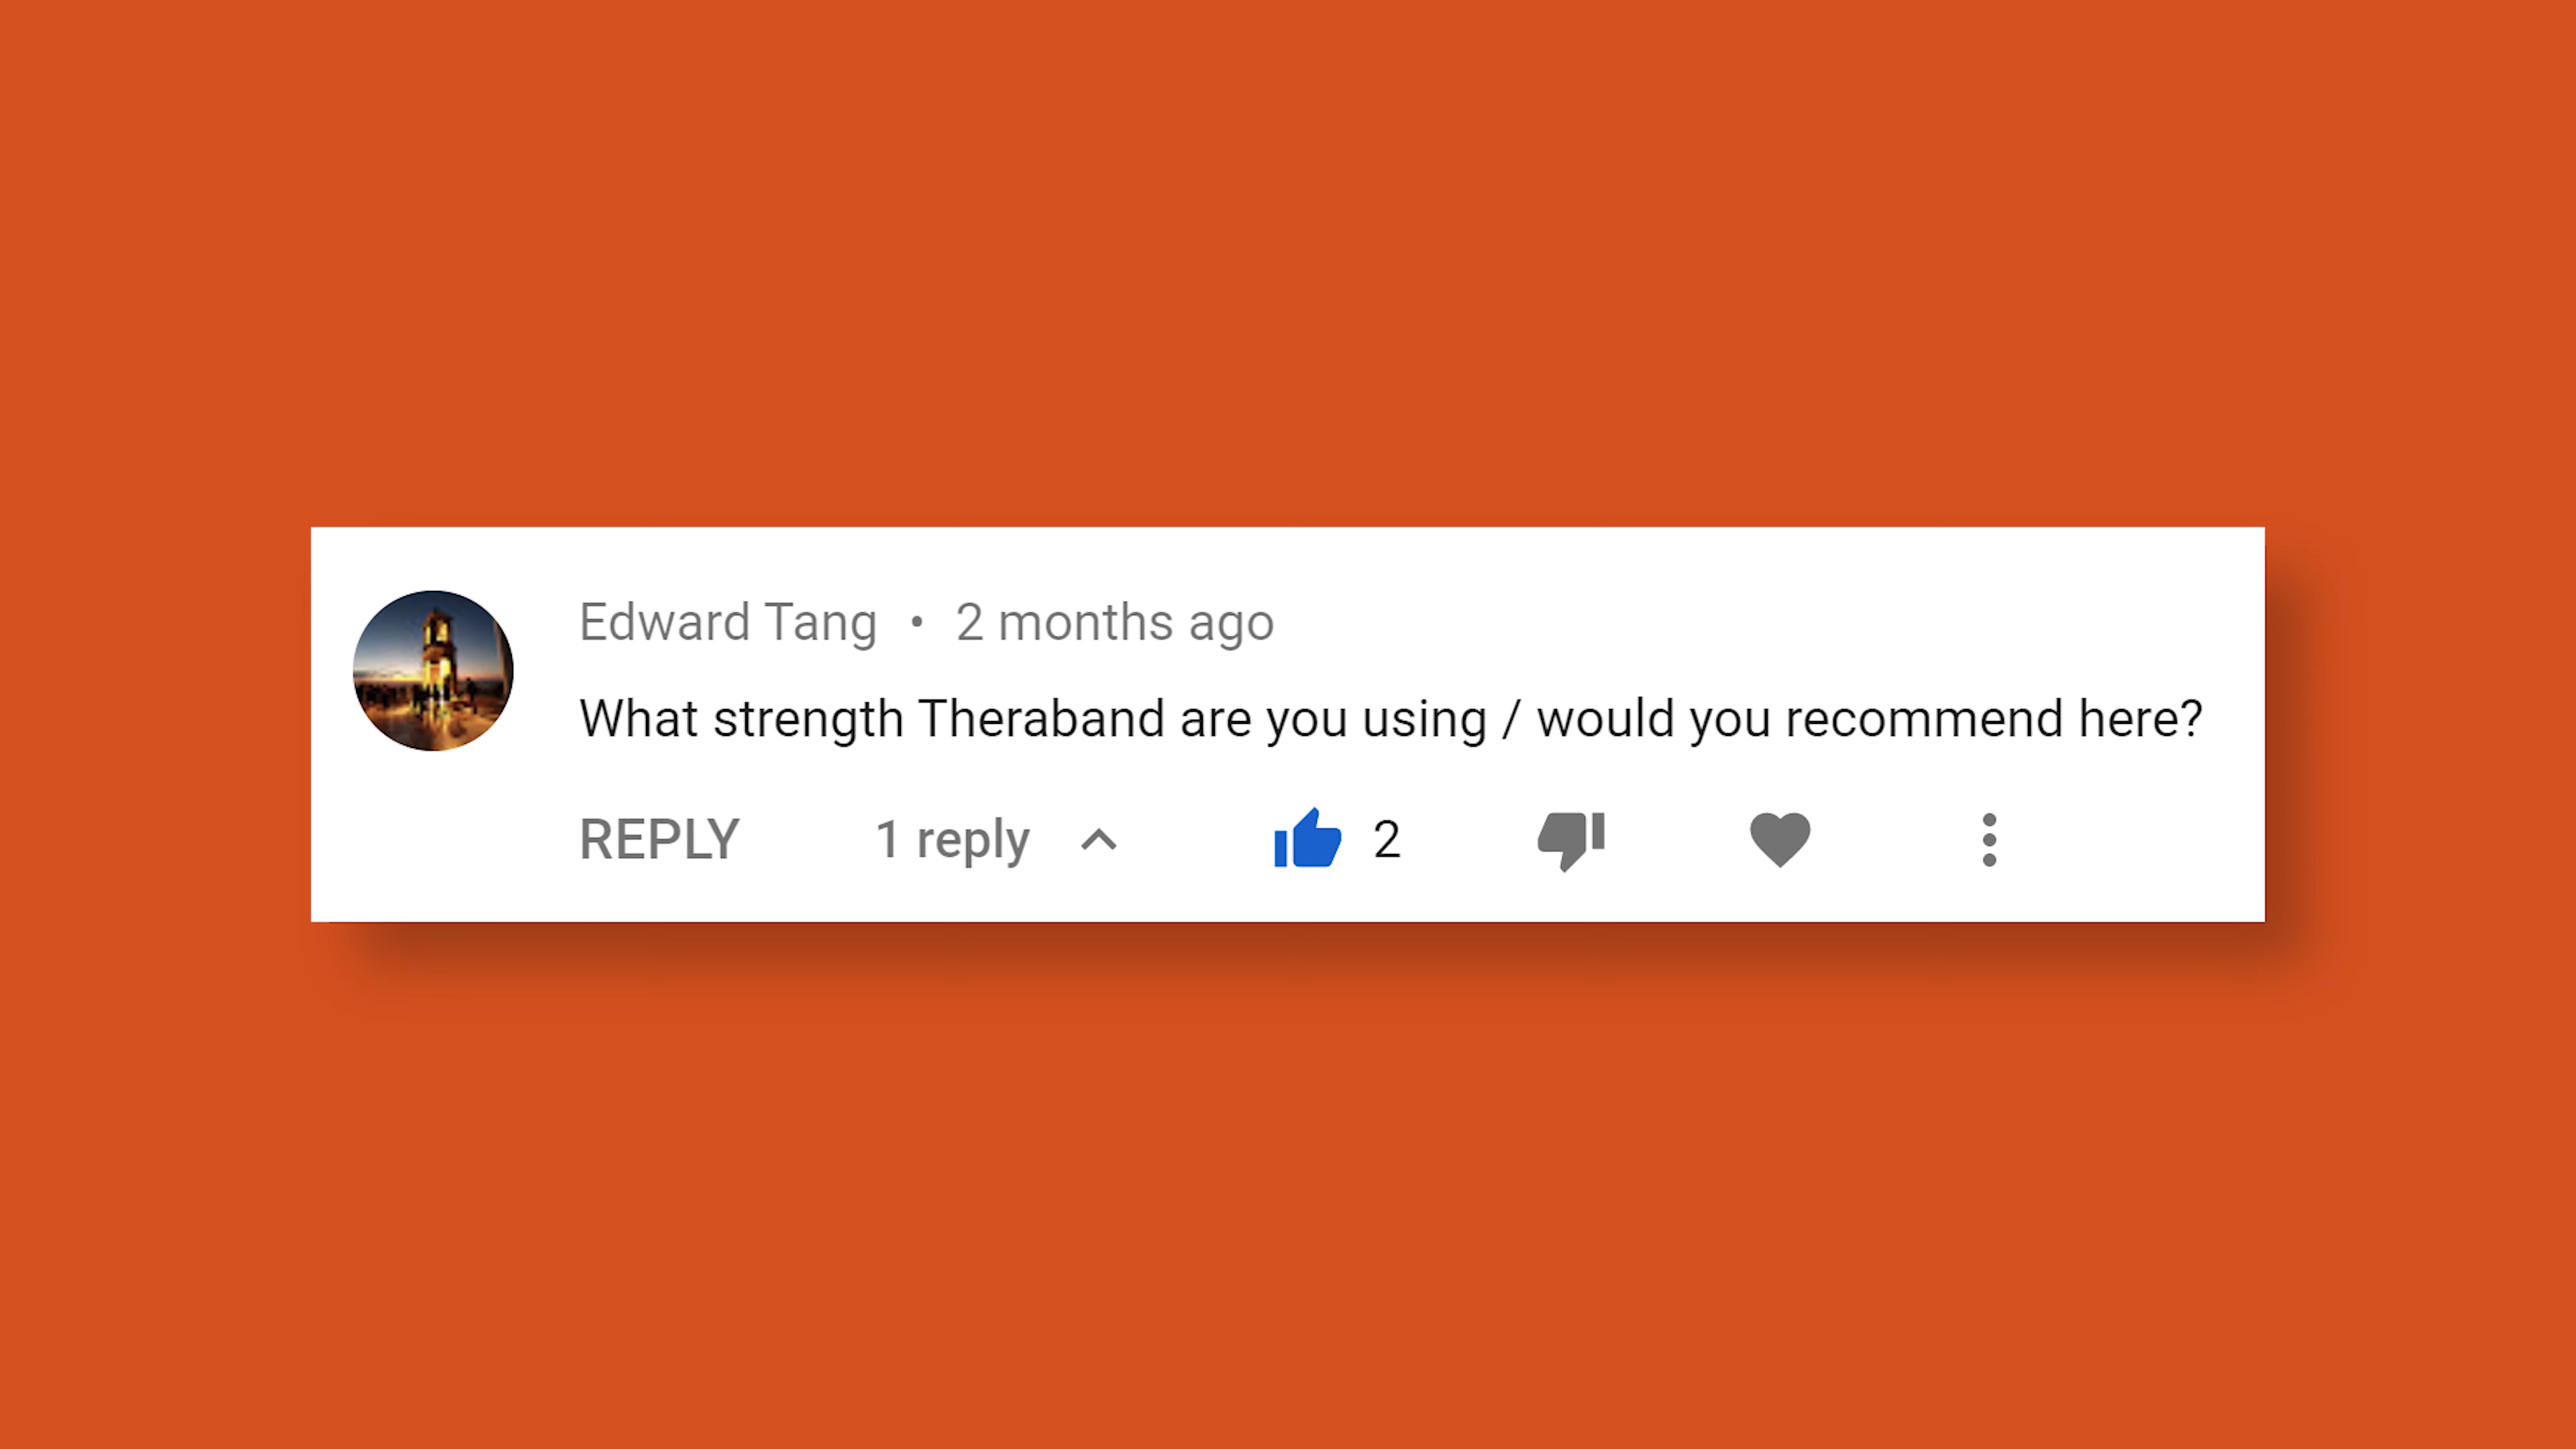 Edward Tang • 2 months ago
What strength Theraband are you using / would you recommend here?
REPLY 1 reply 2